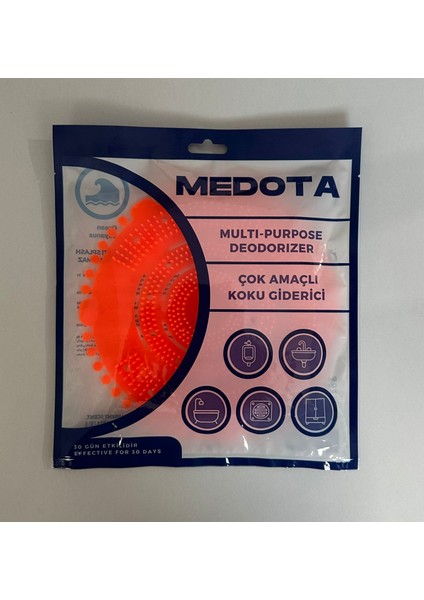 MEDOTA
MULTI-PURPOSE
DEODORIZER
ÇOK AMAÇLI
KOKU GİDERİCİ
30 GÜN ETKİLİDİR
EFFECTIVE FOR 30 DAYS